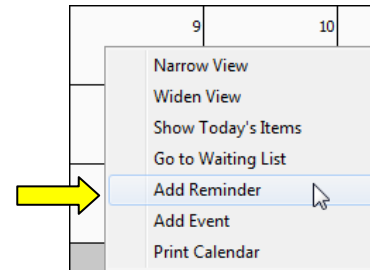 9 10
Narrow View
Widen View
Show Today's Items
Go to Waiting List
Add Reminder
Add Event
Print Calendar